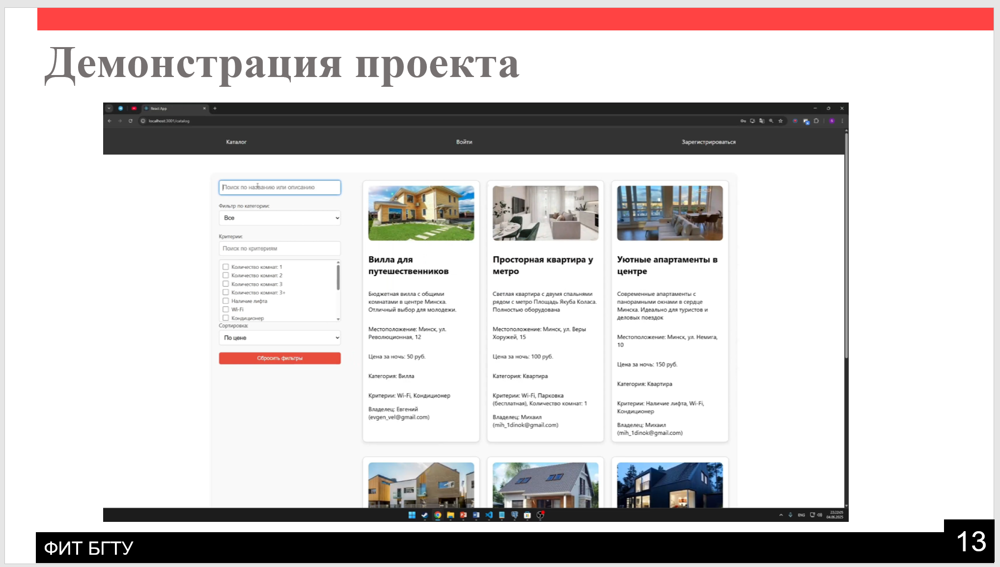 Демонстрация проекта
React App
localhost:3001/catalog
Каталог
Войти
Зарегистрироваться
Поиск по названию или описанию
Фильтр по категории:
Все
Критерии:
Поиск по критериям
Количество комнат: 1
Количество комнат: 2
Количество комнат: 3
Количество комнат: 3+
Наличие лифта
Wi-Fi
Кондиционер
Сортировка:
По цене
Сбросить фильтры
Вилла для
путешественников
Бюджетная вилла с общими
комнатами в центре Минска.
Отличный выбор для молодежи.
Местоположение: Минск, ул.
Революционная, 12
Цена за ночь: 50 руб.
Категория: Вилла
Критерии: Wi-Fi, Кондиционер
Владелец: Евгений
(evgen_vel@gmail.com)
Просторная квартира у
метро
Светлая квартира с двумя спальнями
рядом с метро Площадь Якуба Коласа.
Полностью оборудована
Местоположение: Минск, ул. Веры
Хоружей, 15
Цена за ночь: 100 руб.
Категория: Квартира
Критерии: Wi-Fi, Парковка
(бесплатная), Количество комнат: 1
Владелец: Михаил
(mih_1dinok@gmail.com)
Уютные апартаменты в
центре
Современные апартаменты с
панорамными окнами в сердце
Минска. Идеально для туристов и
деловых поездок
Местоположение: Минск, ул. Немига,
10
Цена за ночь: 150 руб.
Категория: Квартира
Критерии: Наличие лифта, Wi-Fi,
Кондиционер
Владелец: Михаил
(mih_1dinok@gmail.com)
ENG
22:22:05
04.06.2025
ФИТ БГТУ
13